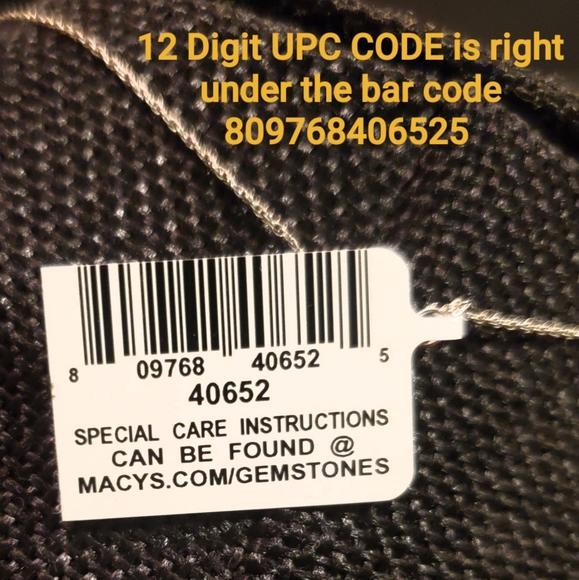 12 Digit UPC CODE is right
under the bar code
809768406525
8 09768 40652 5
40652
SPECIAL CARE INSTRUCTIONS
CAN BE FOUND @
MACYS.COM/GEMSTONES